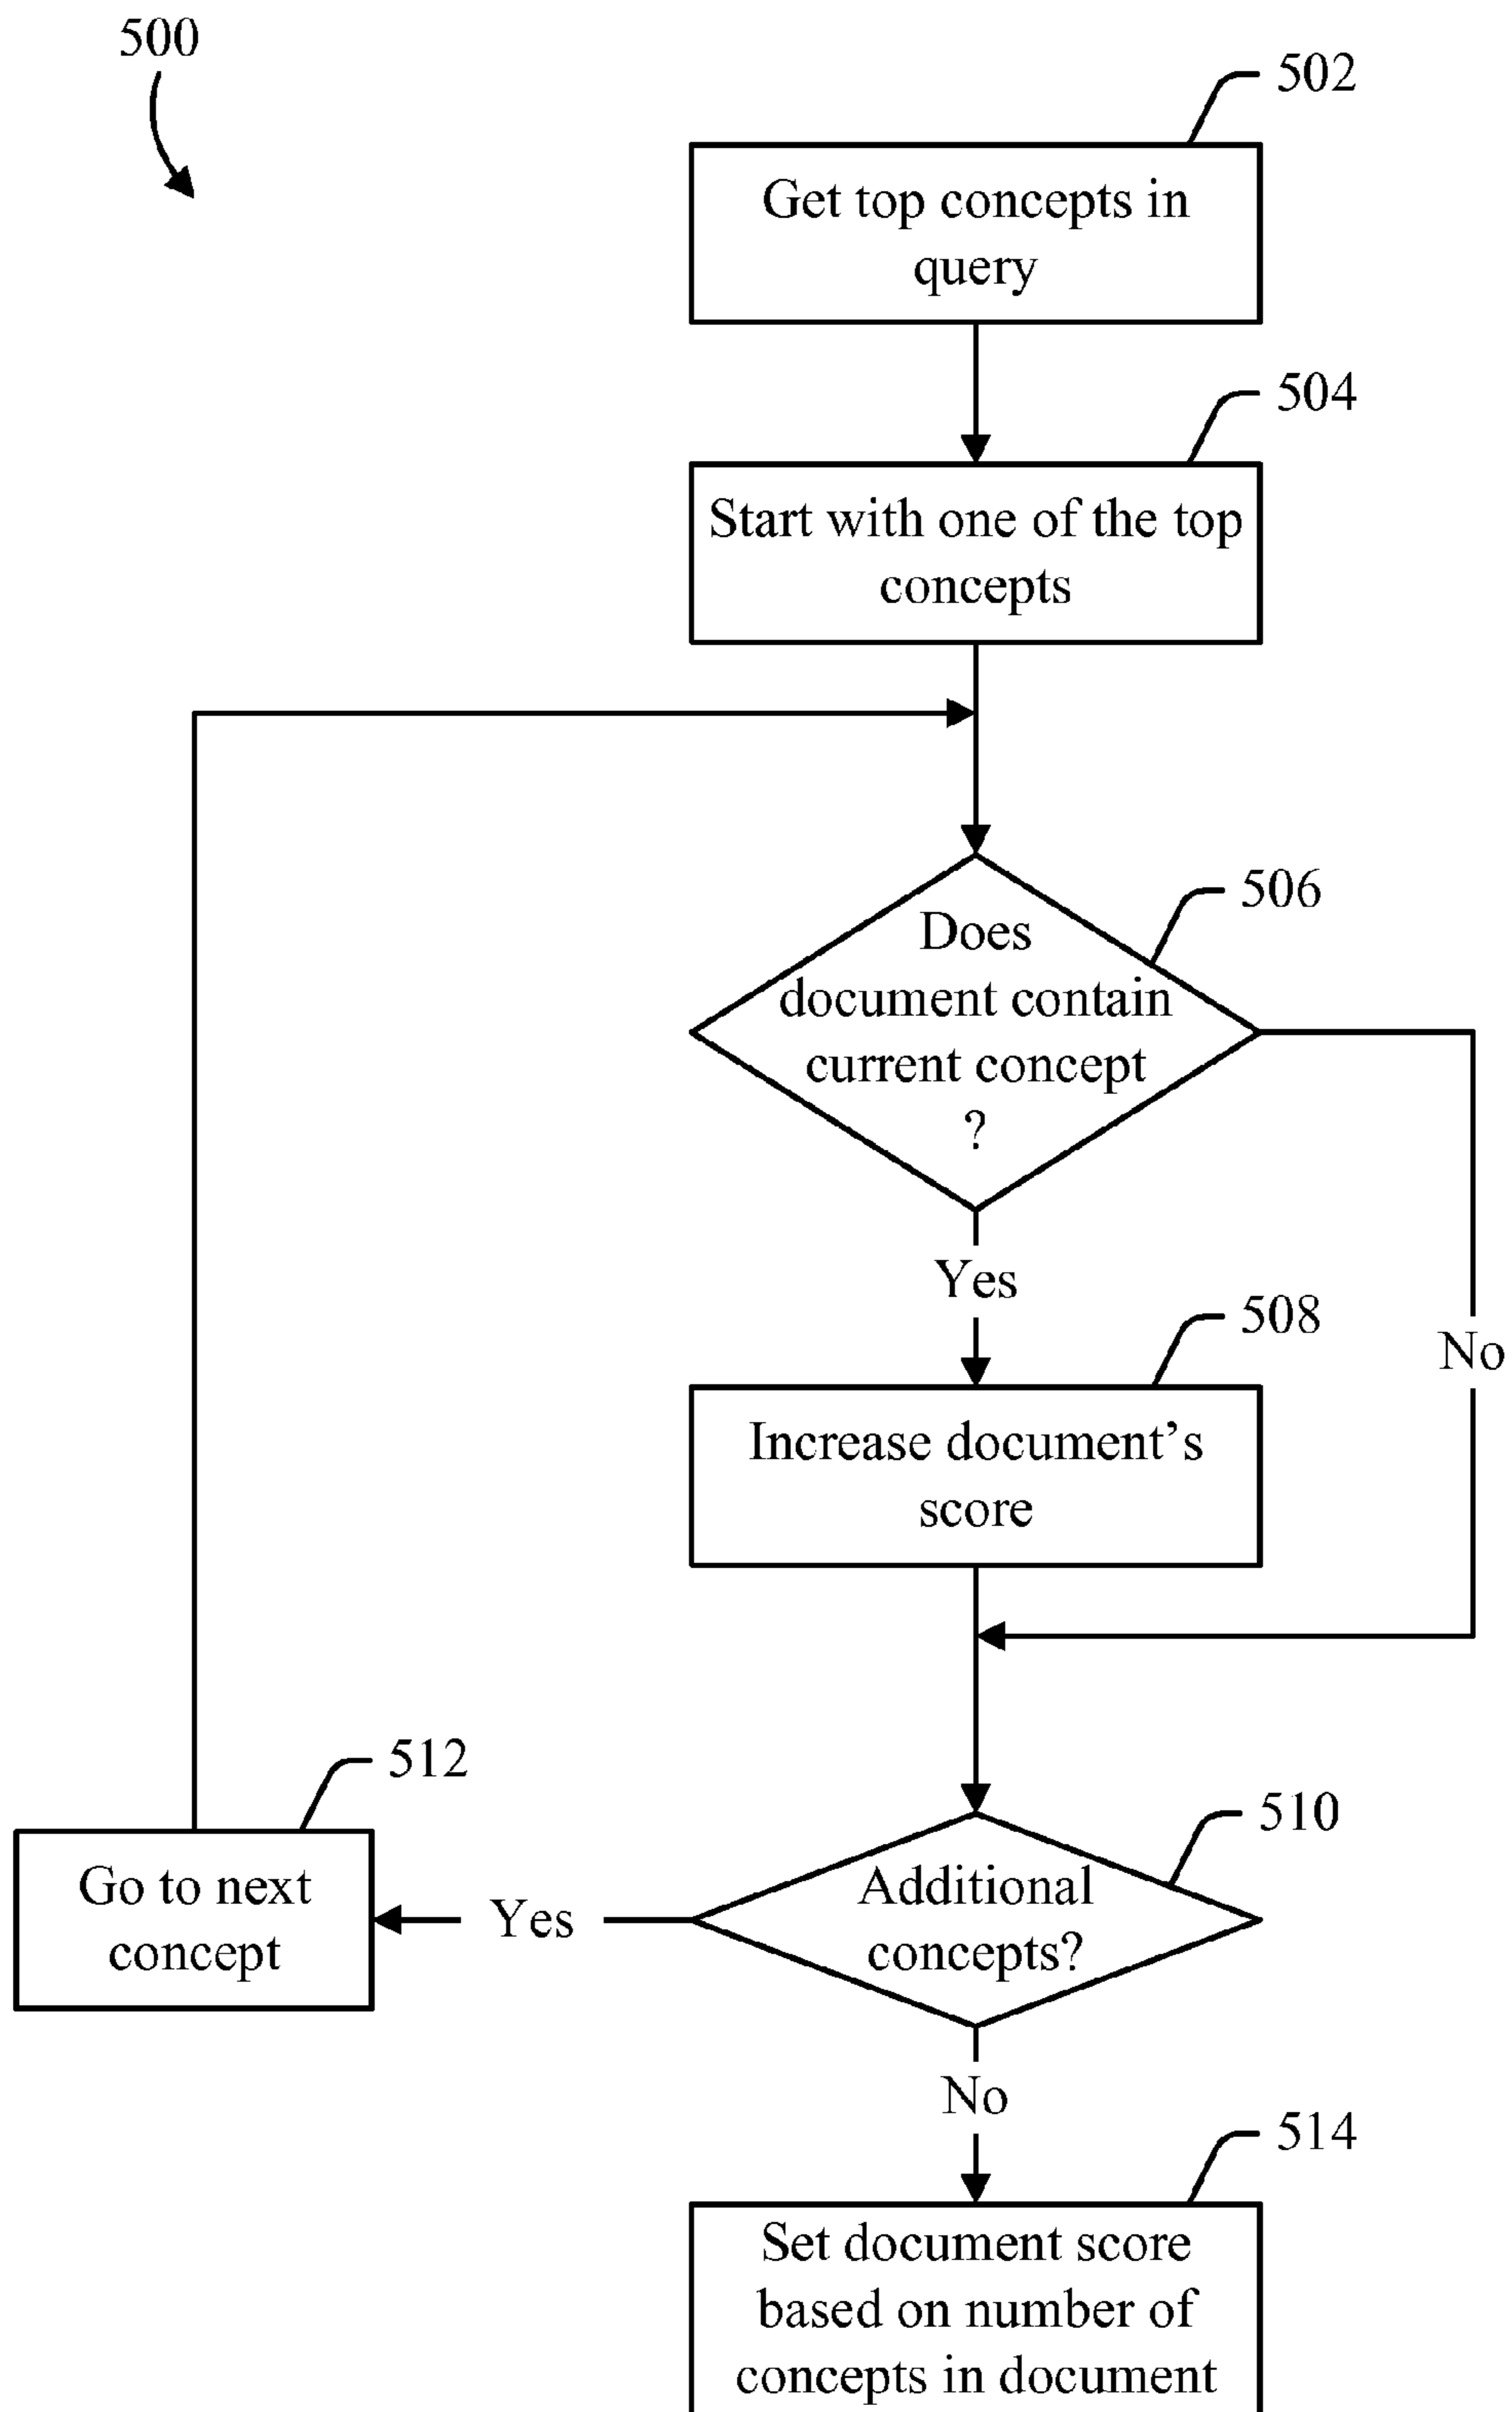 500
502
Get top concepts in
query
504
Start with one of the top
concepts
506
Does
document contain
current concept
?
Yes
No
508
Increase document’s
score
510
Additional
concepts?
Yes
512
Go to next
concept
No
514
Set document score
based on number of
concepts in document